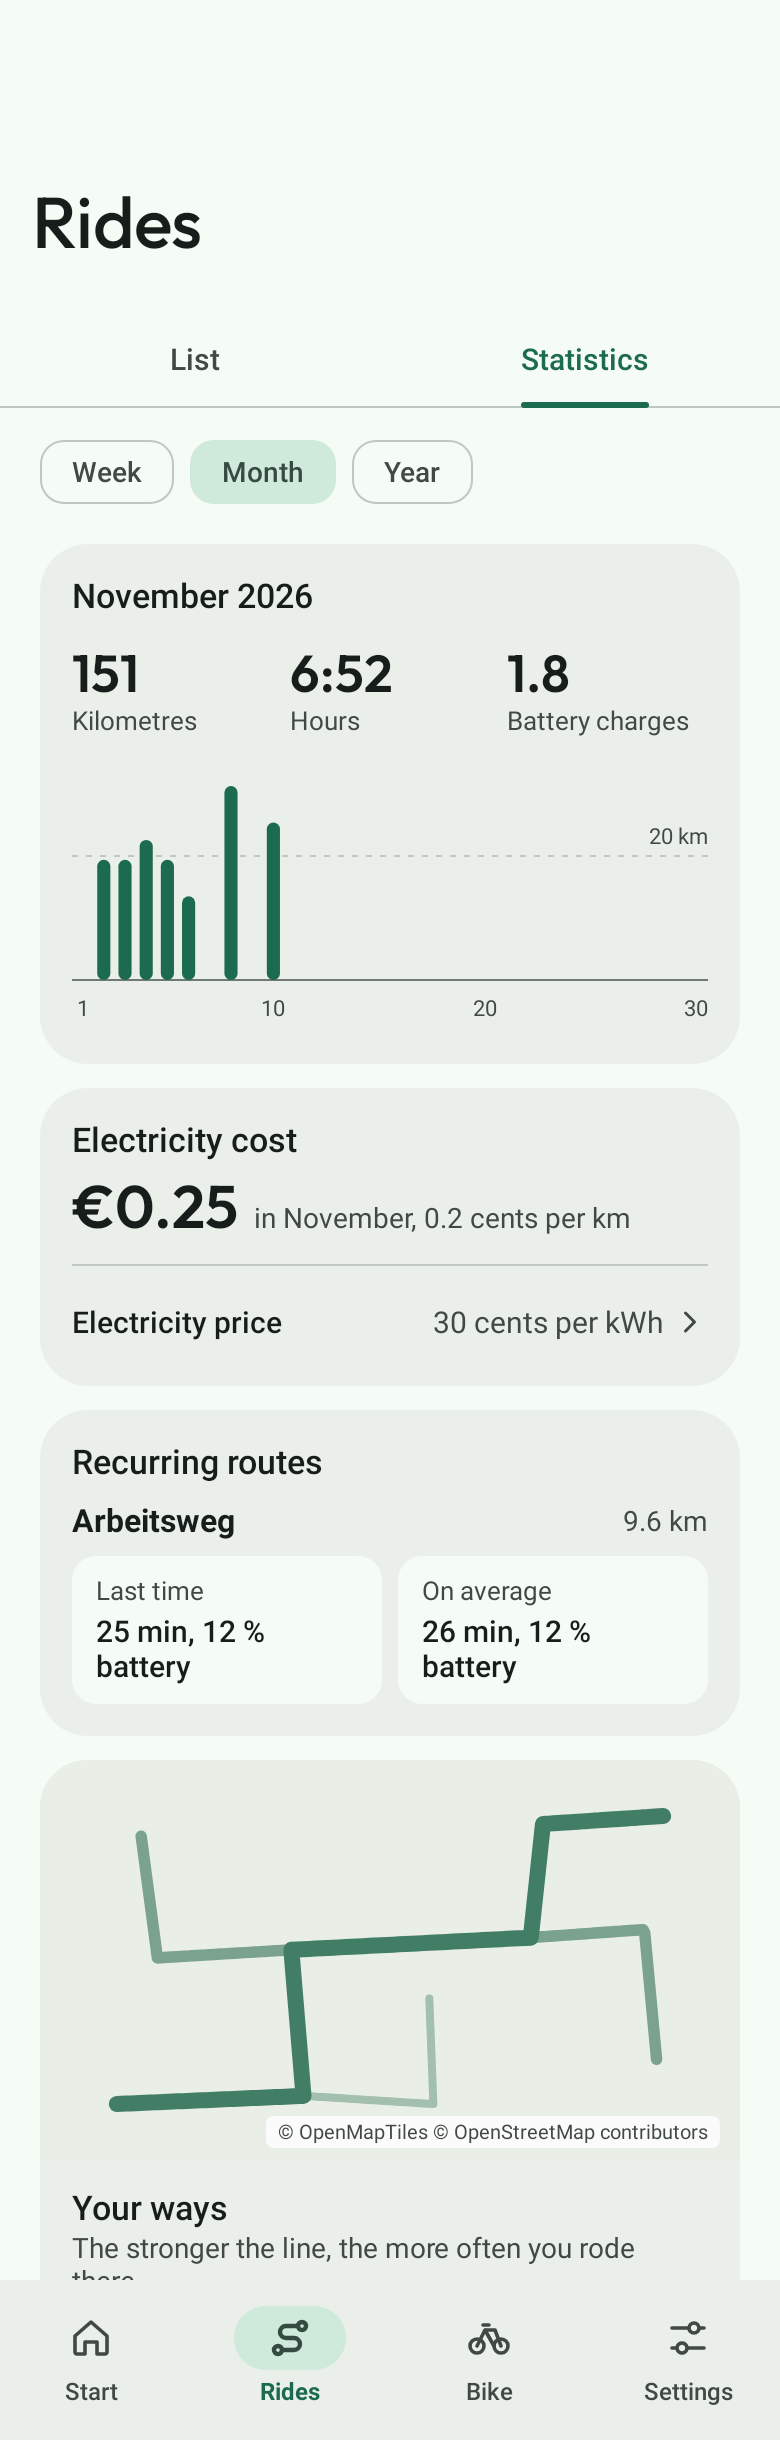 Rides
List
Statistics
Week
Month
Year
November 2026
151
6:52
1.8
Kilometres
Hours
Battery charges
20 km
1
10
20
30
Electricity cost
€0.25 in November, 0.2 cents per km
Electricity price
30 cents per kWh
Recurring routes
Arbeitsweg
9.6 km
Last time
25 min, 12 %
battery
On average
26 min, 12 %
battery
© OpenMapTiles © OpenStreetMap contributors
Your ways
The stronger the line, the more often you rode
Start
Rides
Bike
Settings